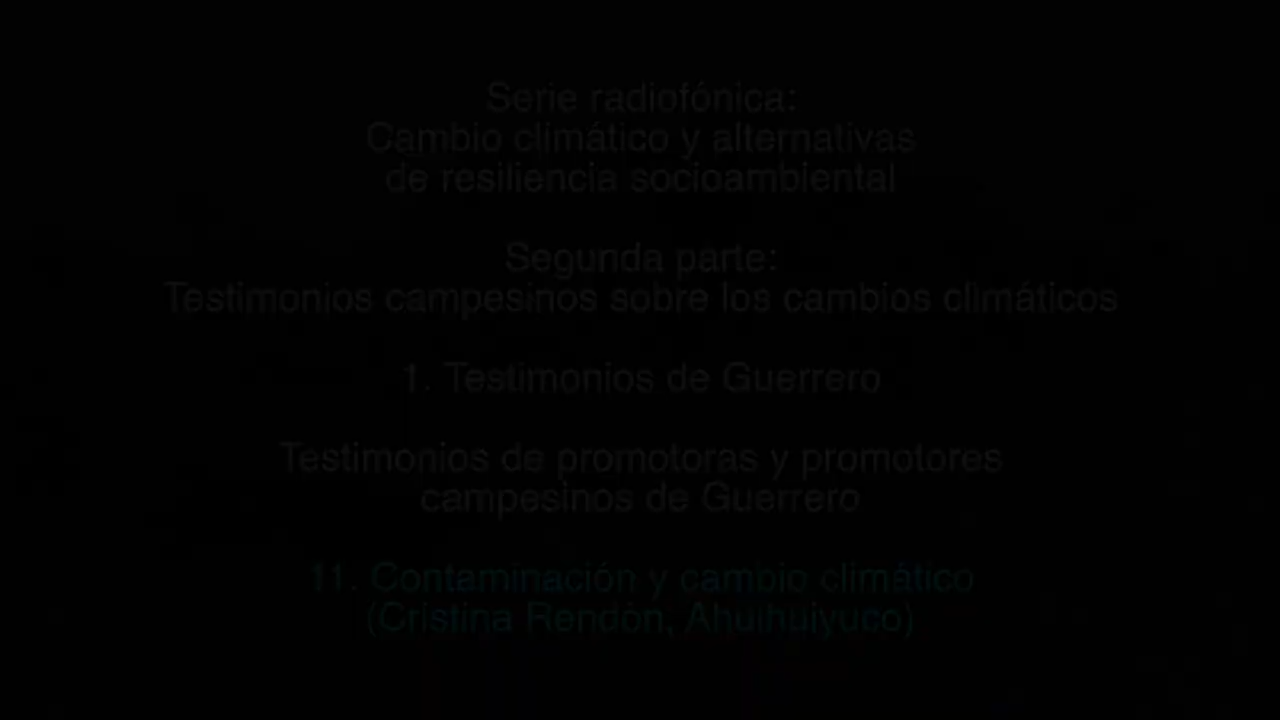 Serie radiofónica:
Cambio climático y alternativas
de resiliencia socioambiental
Segunda parte:
Testimonios campesinos sobre los cambios climáticos
1. Testimonios de Guerrero
Testimonios de promotoras y promotores
campesinos de Guerrero
11. Contaminación y cambio climático
(Cristina Rendón, Ahuihuiyuco)